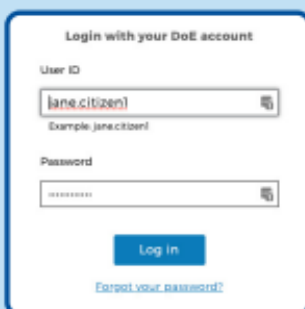 Login with your DoE account
User ID
jane.citizen1
Example: jane.citizen1
Password
Log in
Forgot your password?